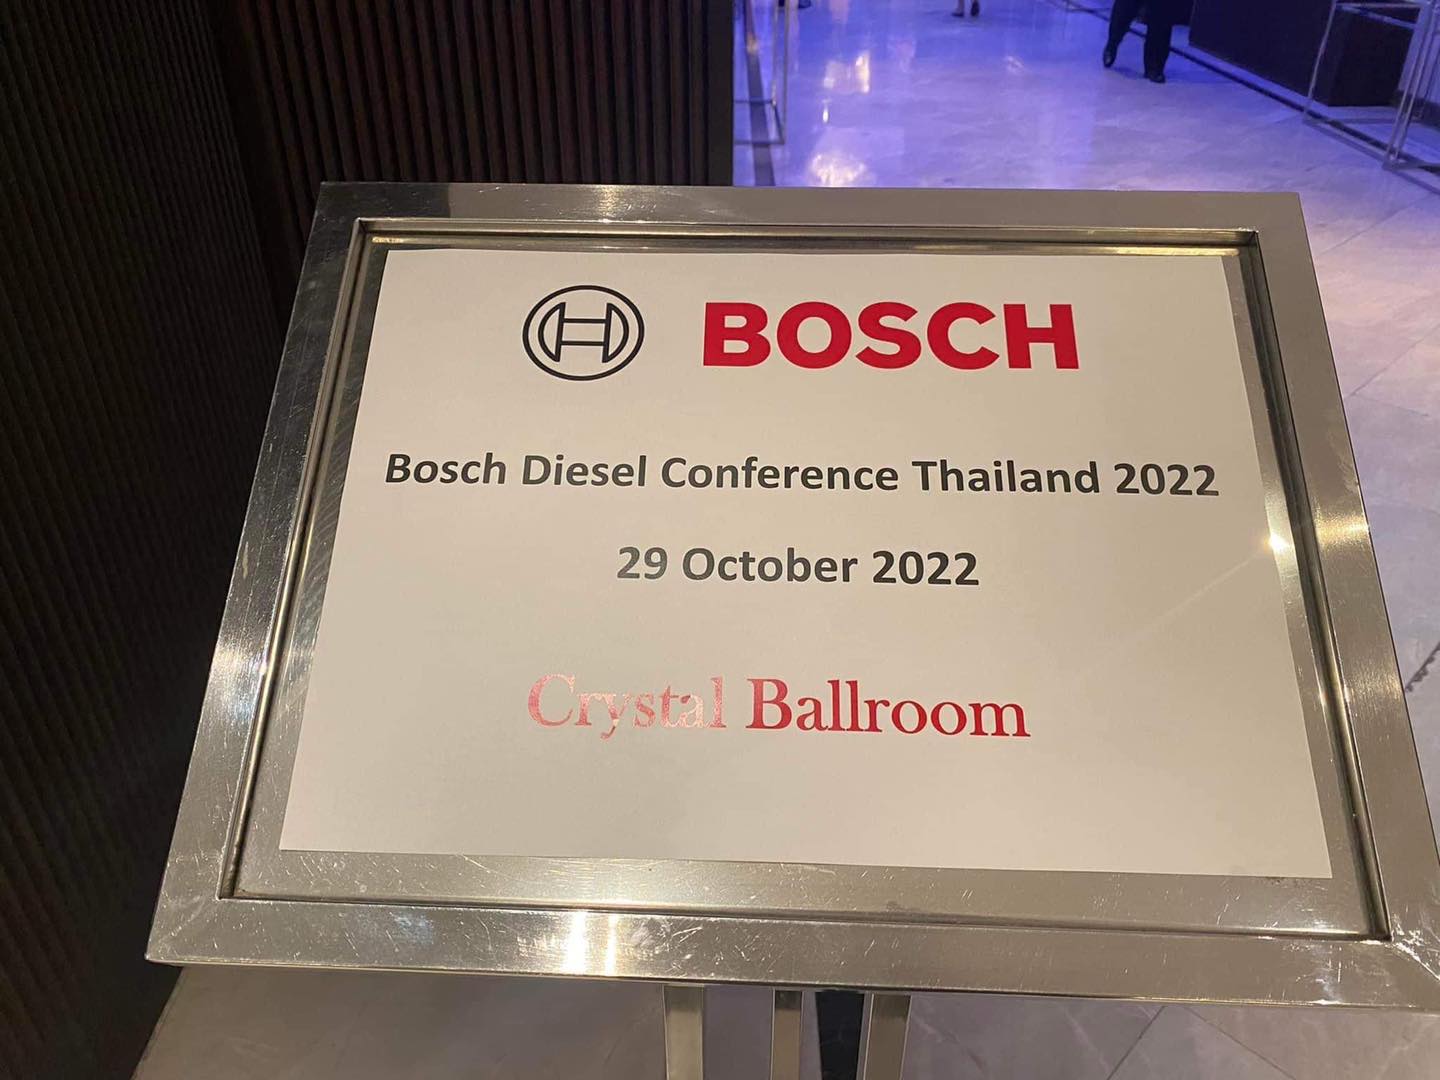 BOSCH
Bosch Diesel Conference Thailand 2022
29 October 2022
Crystal Ballroom